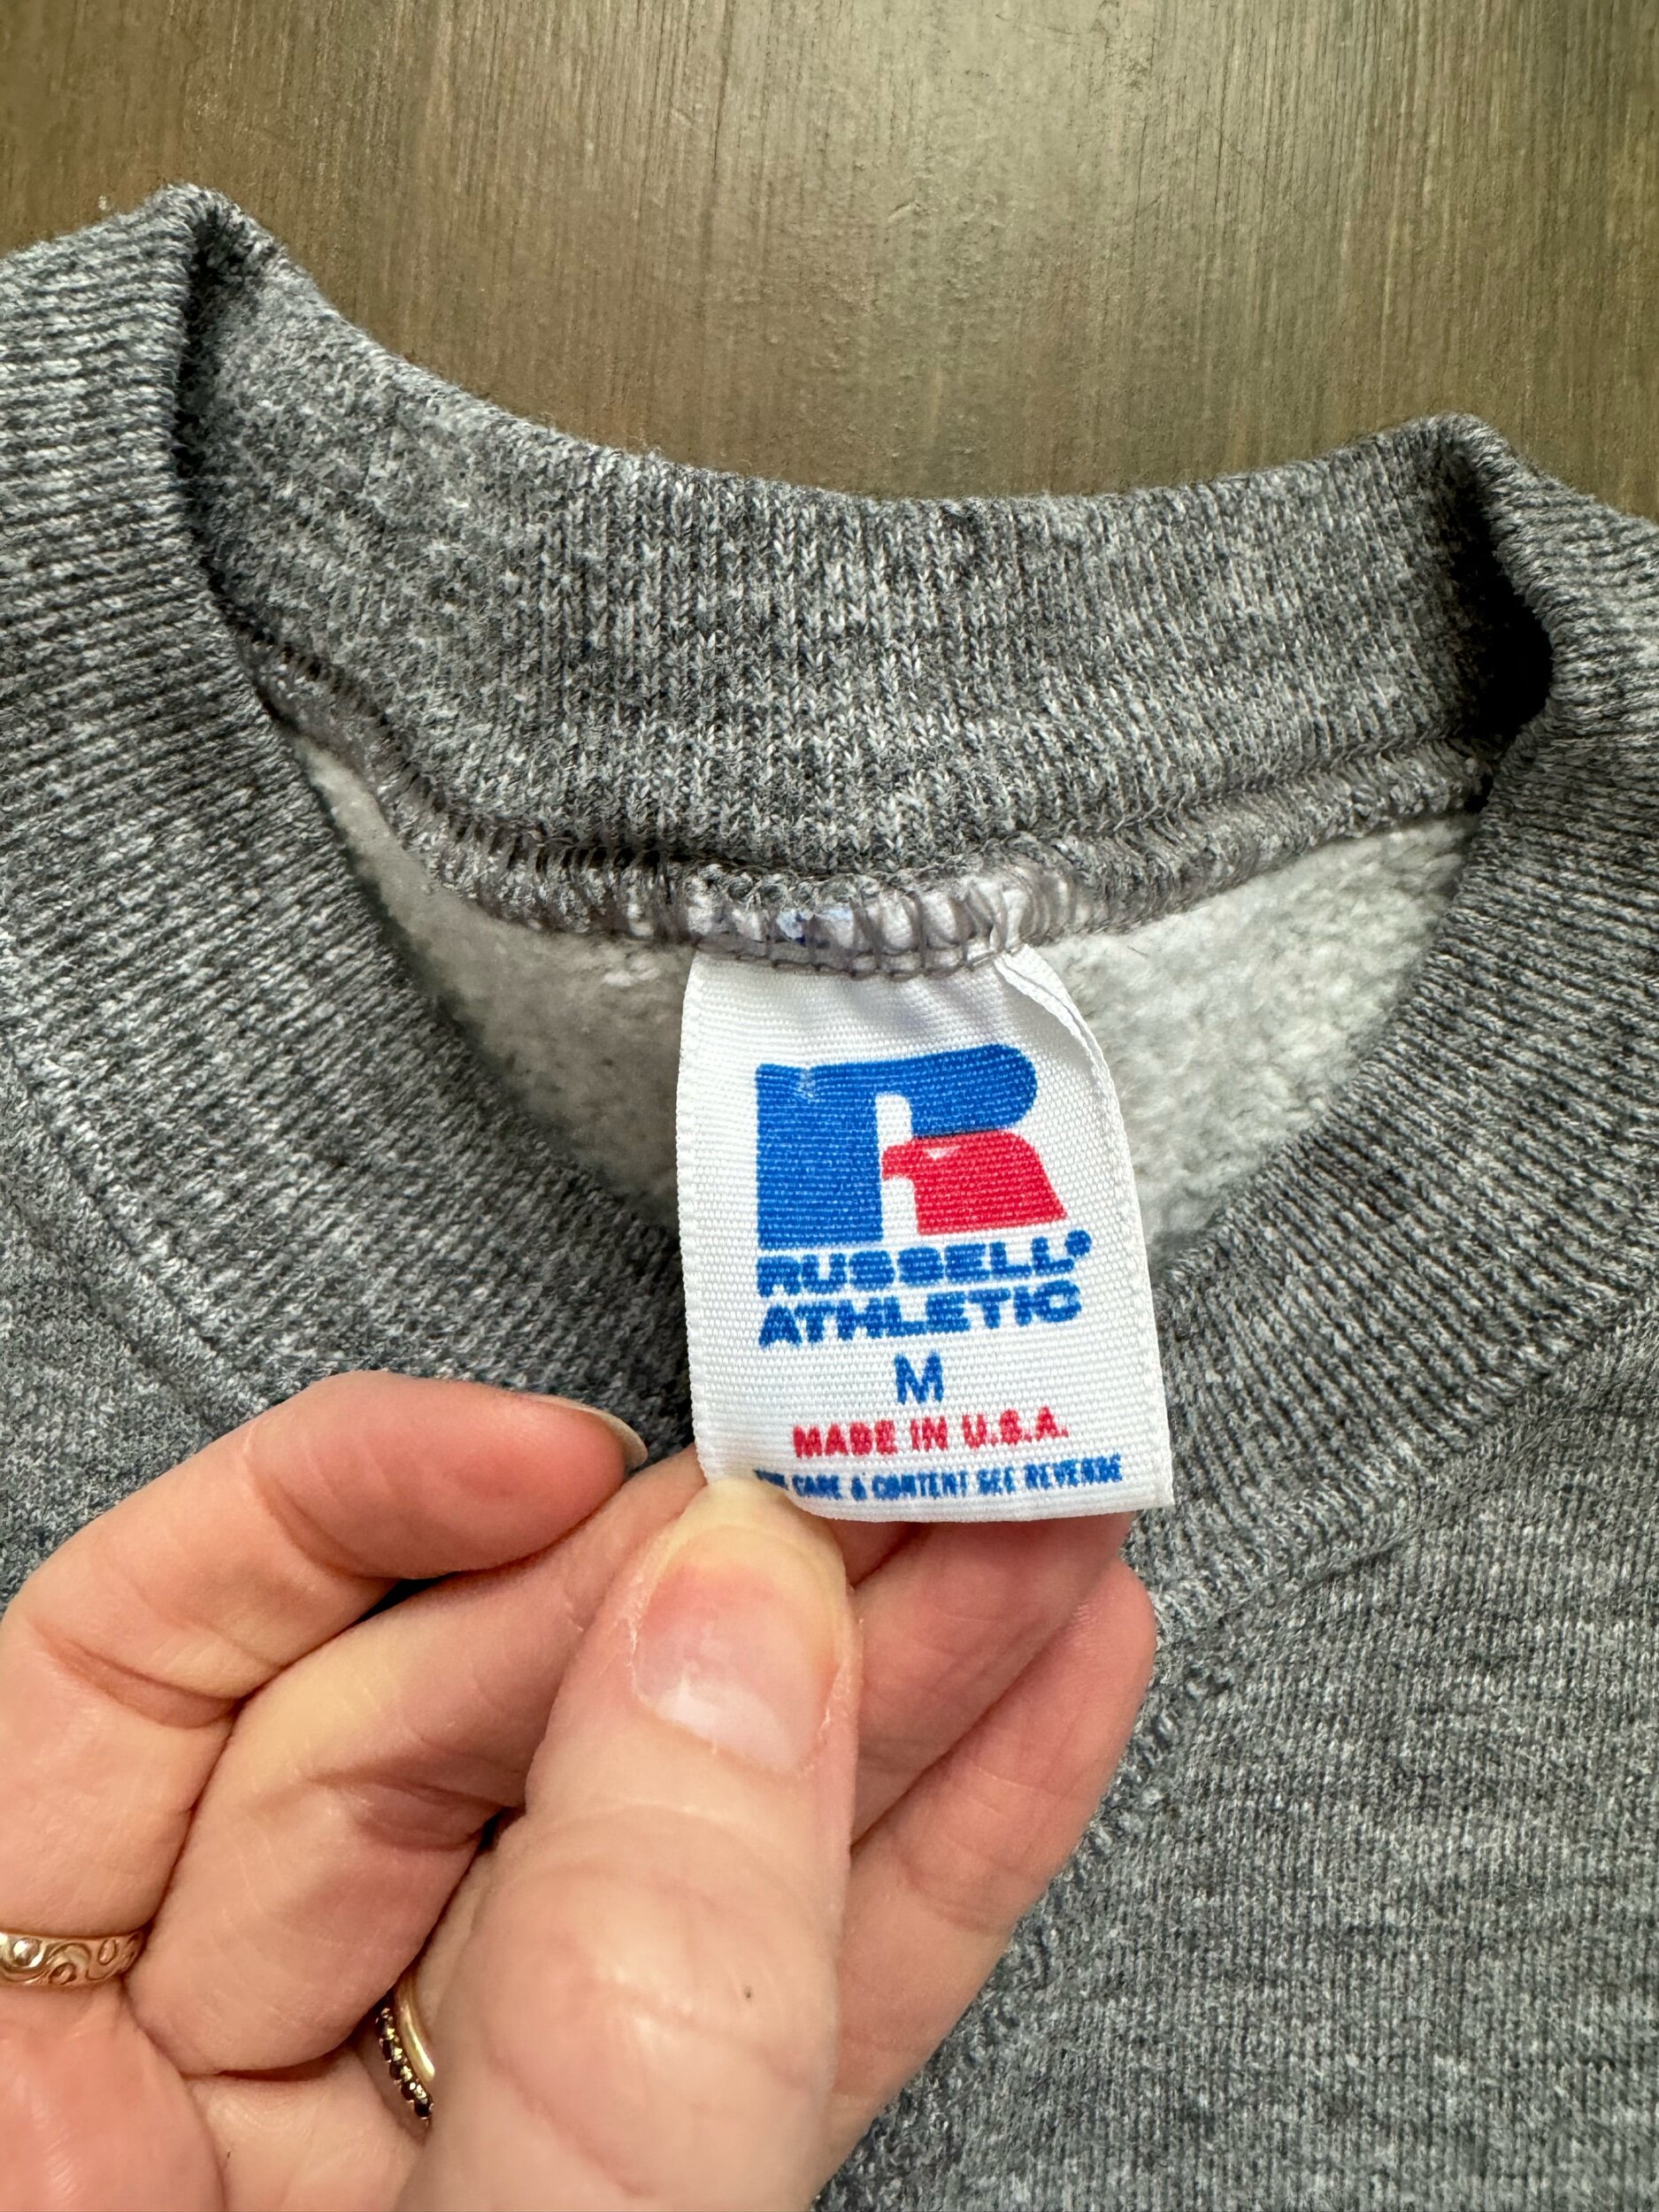 R
RUSSELL®
ATHLETIC
M
MADE IN U.S.A.
CARE & CONTENT SEE REVERSE